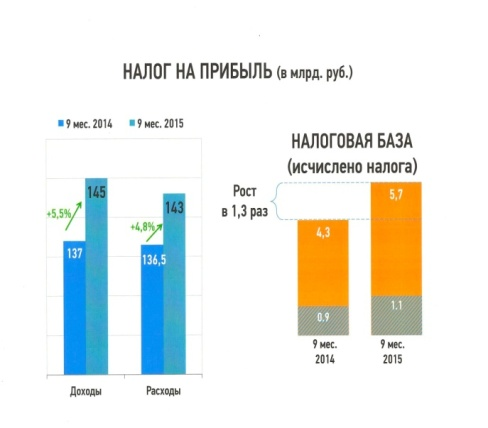 НАЛОГ НА ПРИБЫЛЬ (в млрд. руб.)
9 мес. 2014 9 мес. 2015
+5,5%
137
145
+4,8%
136,5
143
Доходы Расходы
НАЛОГОВАЯ БАЗА
(исчислено налога)
Рост
в 1,3 раз
4,3
0.9
5,7
1.1
9 мес.
2014
9 мес.
2015